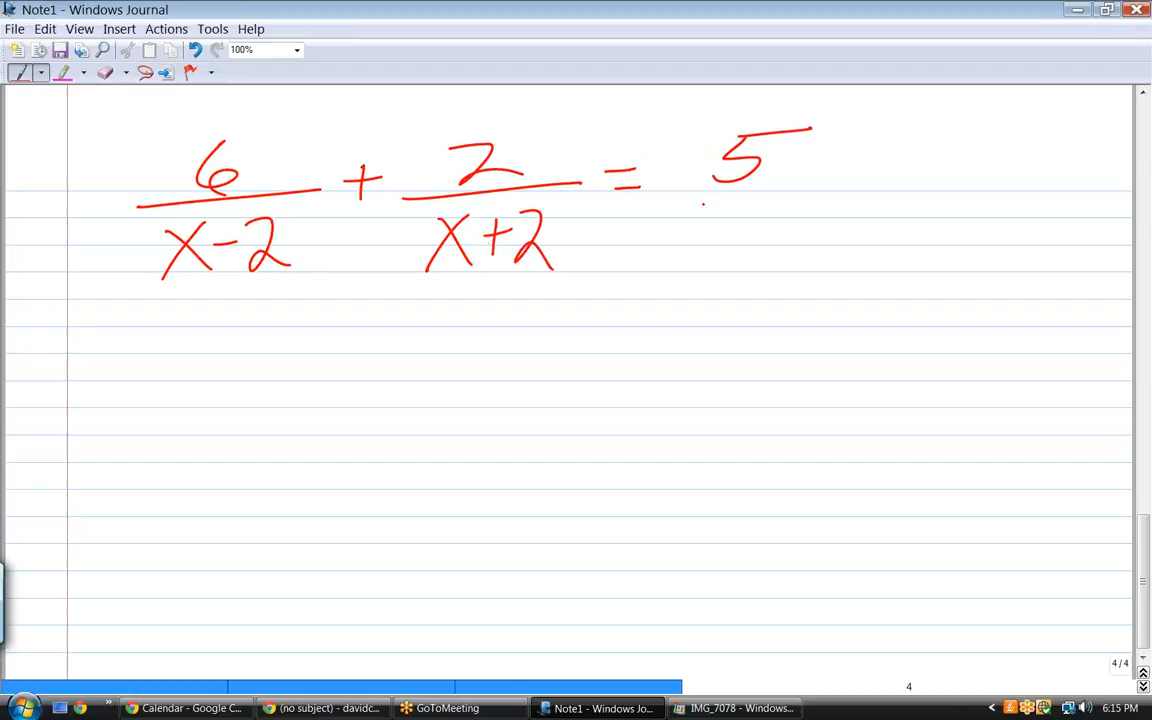 Note1 - Windows Journal
File Edit View Insert Actions Tools Help
100%
6 + 2 = 5
x-2 x+2
4/4
4
Calendar - Google C... (no subject) - davidc... GoToMeeting Note1 - Windows Jo... IMG_7078 - Windows... 6:15 PM